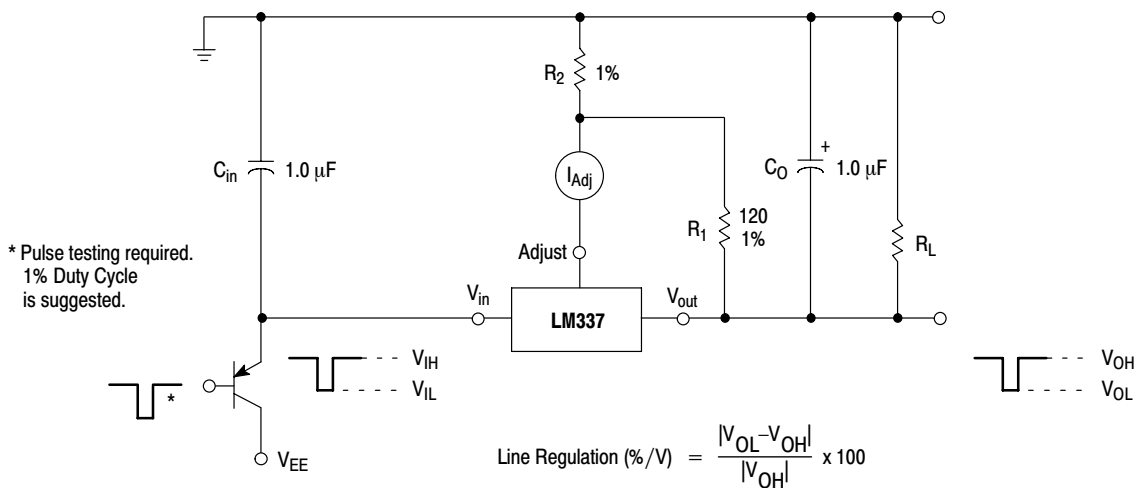 R2 1%
Cin 1.0 μF
IAdj
CO + 1.0 μF
R1 120 1%
RL
* Pulse testing required.
1% Duty Cycle
is suggested.
Adjust
Vin
LM337
Vout
VIH
VIL
*
VEE
VOH
VOL
Line Regulation (%/V) = |VOL–VOH| / |VOH| x 100